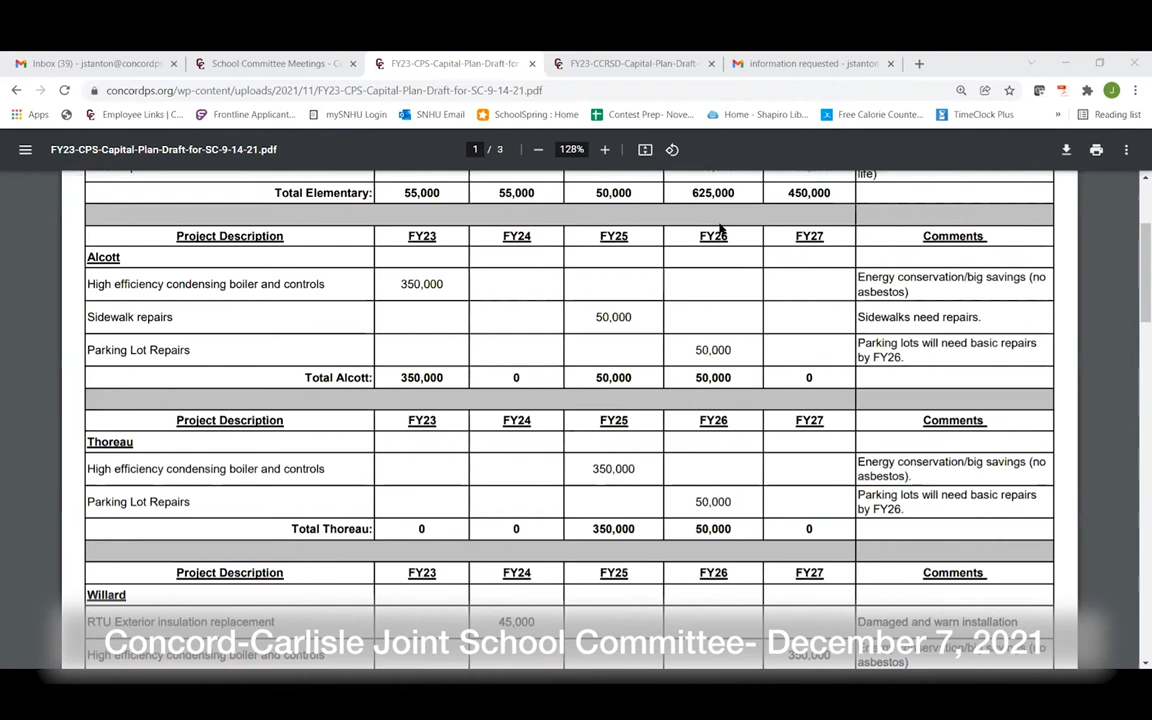 Inbox (39) - jstanton@concordps
School Committee Meetings - C
FY23-CPS-Capital-Plan-Draft-for-
FY23-CCRSD-Capital-Plan-Draft-
information requested - jstanton
concordps.org/wp-content/uploads/2021/11/FY23-CPS-Capital-Plan-Draft-for-SC-9-14-21.pdf
Apps Employee Links | C... Frontline Applicant... mySNHU Login SNHU Email SchoolSpring : Home Contest Prep- Nove... Home - Shapiro Lib... Free Calorie Counte... TimeClock Plus » Reading list
FY23-CPS-Capital-Plan-Draft-for-SC-9-14-21.pdf 1 / 3 128%
life)
Total Elementary: 55,000 55,000 50,000 625,000 450,000
Project Description FY23 FY24 FY25 FY26 FY27 Comments
Alcott
High efficiency condensing boiler and controls 350,000 Energy conservation/big savings (no
asbestos)
Sidewalk repairs 50,000 Sidewalks need repairs.
Parking Lot Repairs 50,000 Parking lots will need basic repairs
by FY26.
Total Alcott: 350,000 0 50,000 50,000 0
Project Description FY23 FY24 FY25 FY26 FY27 Comments
Thoreau
High efficiency condensing boiler and controls 350,000 Energy conservation/big savings (no
asbestos).
Parking Lot Repairs 50,000 Parking lots will need basic repairs
by FY26.
Total Thoreau: 0 0 350,000 50,000 0
Project Description FY23 FY24 FY25 FY26 FY27 Comments
Willard
RTU Exterior insulation replacement 45,000 Damaged and warn installation
Concord-Carlisle Joint School Committee- December 7, 2021
High efficiency condensing boiler and controls 350,000 Energy conservation/big savings (no
asbestos)